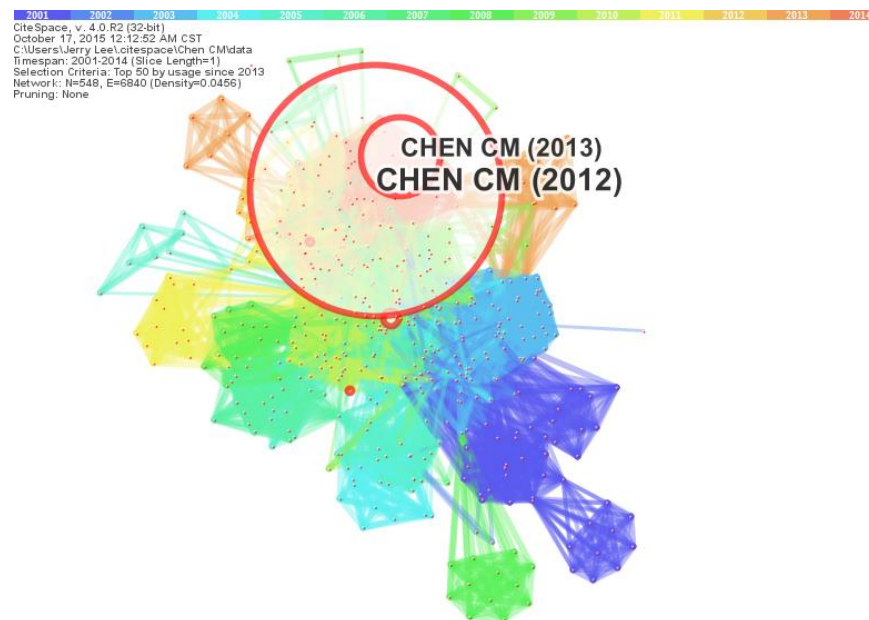 2001 2002 2003 2004 2005 2006 2007 2008 2009 2010 2011 2012 2013 2014
CiteSpace, v. 4.0.R2 (32-bit)
October 17, 2015 12:12:52 AM CST
C:\Users\Jerry Lee\.citespace\Chen CM\data
Timespan: 2001-2014 (Slice Length=1)
Selection Criteria: Top 50 by usage since 2013
Network: N=548, E=6840 (Density=0.0456)
Pruning: None
CHEN CM (2013)
CHEN CM (2012)